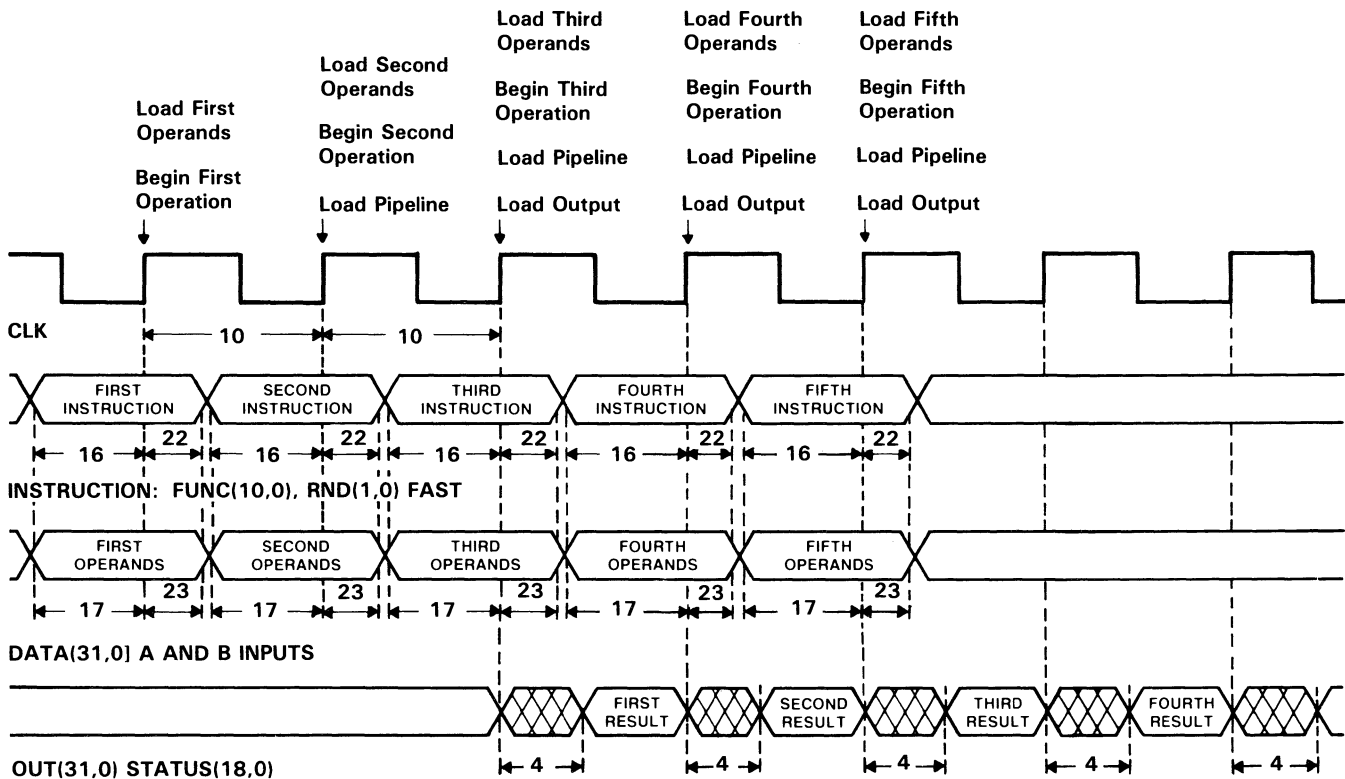 Load Third
Operands
Load Fourth
Operands
Load Fifth
Operands
Load Second
Operands
Begin Third
Operation
Begin Fourth
Operation
Begin Fifth
Operation
Load First
Operands
Begin Second
Operation
Load Pipeline
Load Pipeline
Load Pipeline
Begin First
Operation
Load Pipeline
Load Output
Load Output
Load Output
CLK
10
10
FIRST
INSTRUCTION
SECOND
INSTRUCTION
THIRD
INSTRUCTION
FOURTH
INSTRUCTION
FIFTH
INSTRUCTION
16
22
16
22
16
22
16
22
16
22
INSTRUCTION: FUNC(10,0), RND(1,0) FAST
FIRST
OPERANDS
SECOND
OPERANDS
THIRD
OPERANDS
FOURTH
OPERANDS
FIFTH
OPERANDS
17
23
17
23
17
23
17
23
17
23
DATA(31,0] A AND B INPUTS
FIRST
RESULT
SECOND
RESULT
THIRD
RESULT
FOURTH
RESULT
4
4
4
4
4
OUT(31,0) STATUS(18,0)